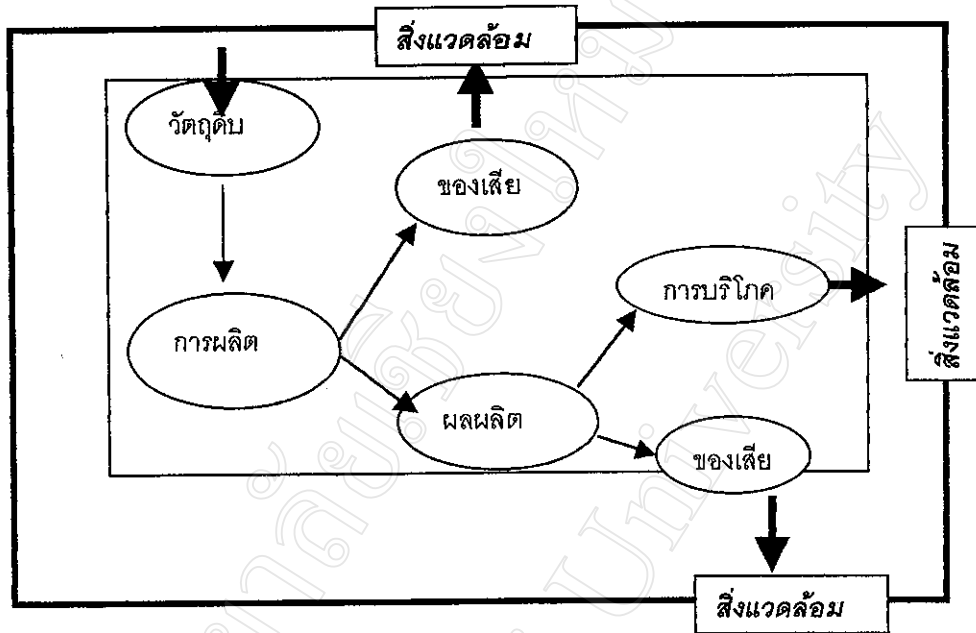 สิ่งแวดล้อม
วัตถุดิบ
ของเสีย
การบริโภค
สิ่งแวดล้อม
การผลิต
ผลผลิต
ของเสีย
สิ่งแวดล้อม
University